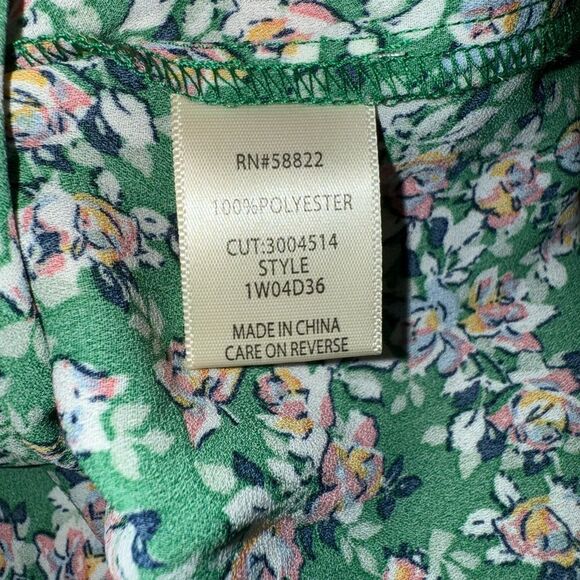 RN#58822
100%POLYESTER
CUT:3004514
STYLE
1W04D36
MADE IN CHINA
CARE ON REVERSE